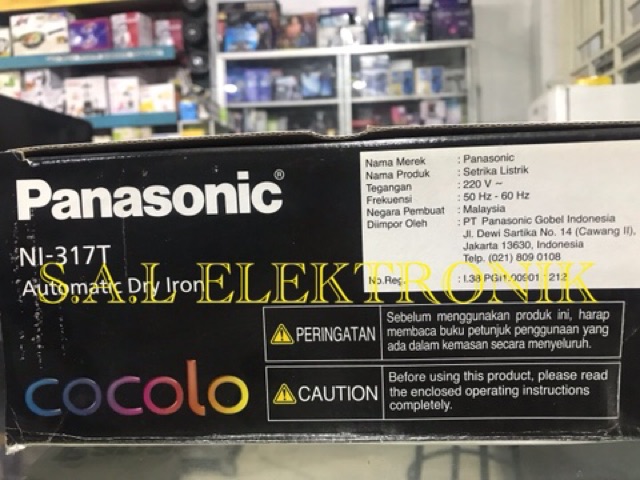 Panasonic®
NI-317T
Automatic Dry Iron
cocolo
S.A.L ELEKTRONIK
Nama Merek : Panasonic
Nama Produk : Setrika Listrik
Tegangan : 220 V ~
Frekuensi : 50 Hz - 60 Hz
Negara Pembuat : Malaysia
Diimpor Oleh : PT Panasonic Gobel Indonesia
Jl. Dewi Sartika No. 14 (Cawang II),
Jakarta 13630, Indonesia
Telp. (021) 809 0108
No.Reg. :
PERINGATAN
Sebelum menggunakan produk ini, harap
membaca buku petunjuk penggunaan yang
ada dalam kemasan secara menyeluruh.
CAUTION
Before using this product, please read
the enclosed operating instructions
completely.